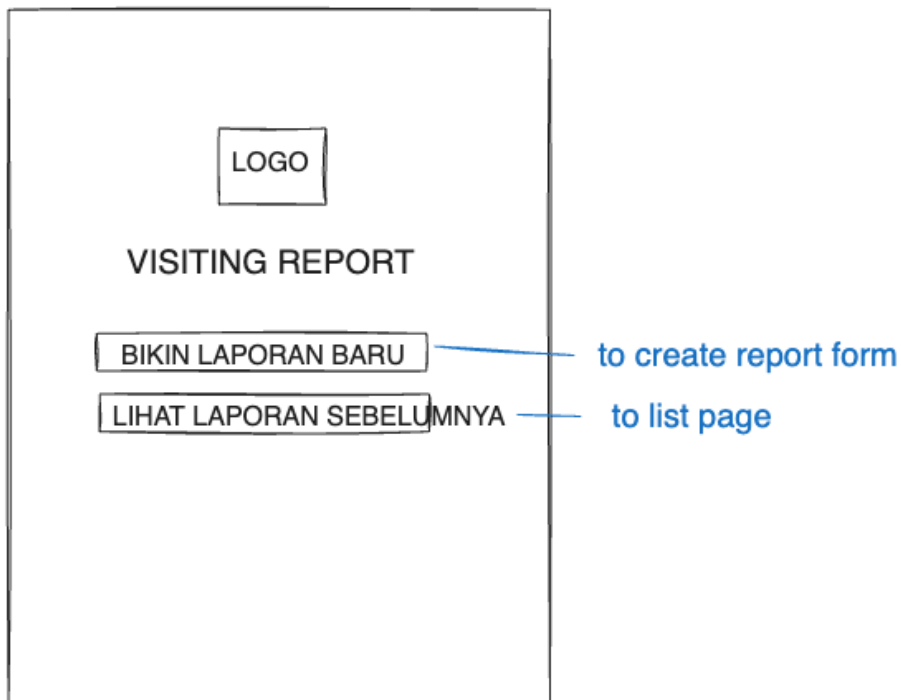 LOGO
VISITING REPORT
BIKIN LAPORAN BARU
to create report form
LIHAT LAPORAN SEBELUMNYA
to list page